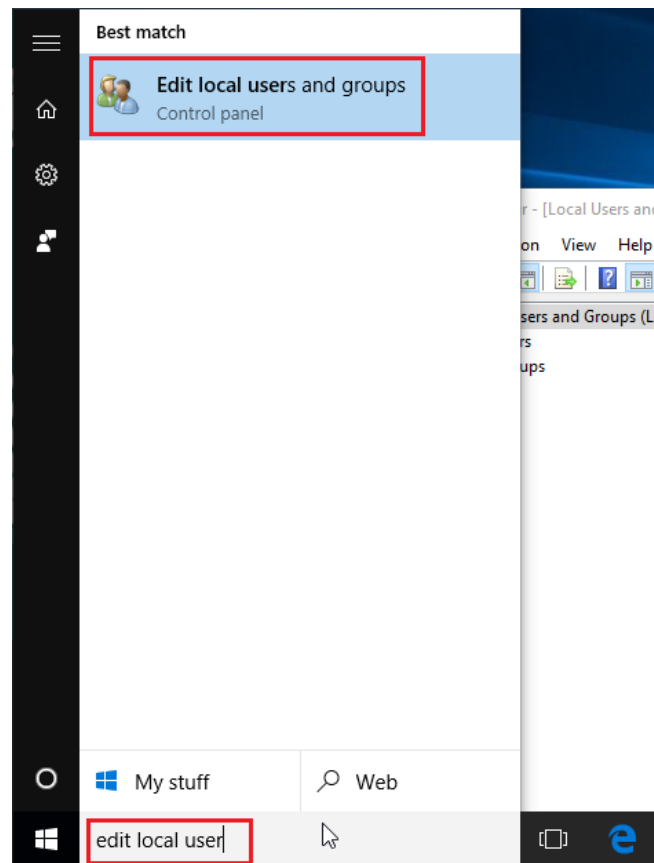 Best match
Edit local users and groups
Control panel
r - [Local Users an
on View Help
sers and Groups (L
rs
ups
My stuff
Web
edit local user